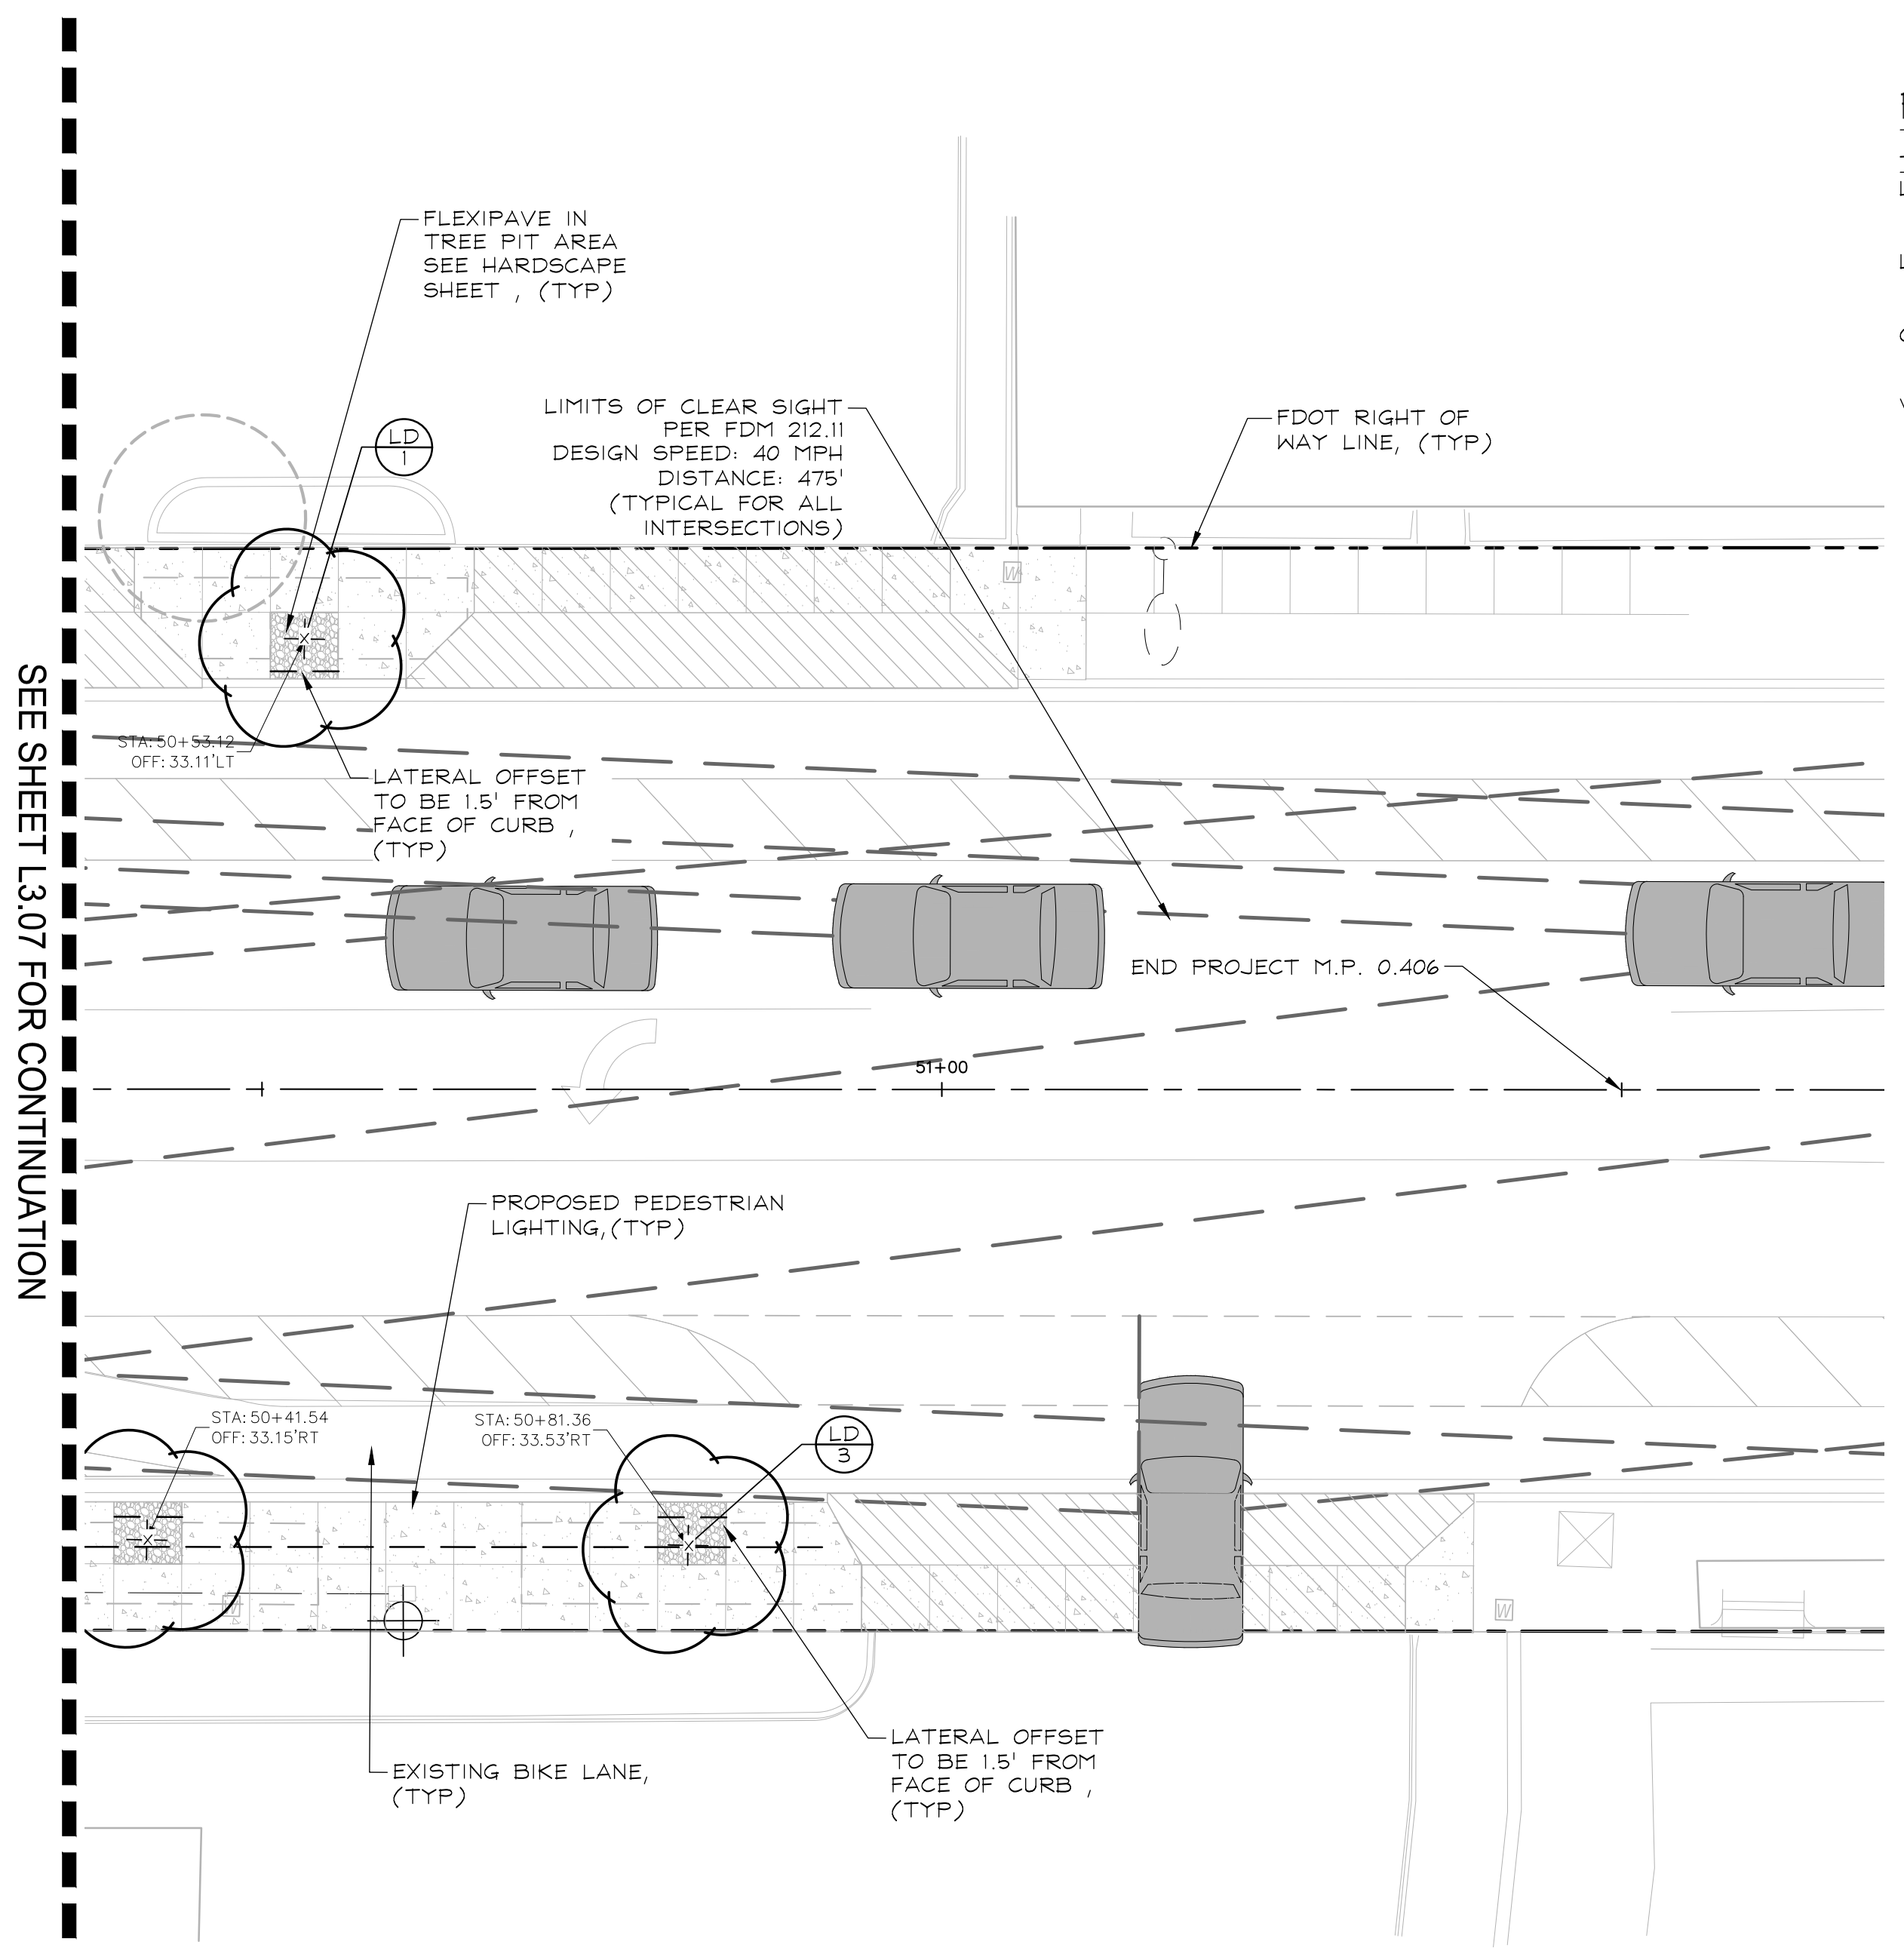 FLEXIPAVE IN
TREE PIT AREA
SEE HARDSCAPE
SHEET , (TYP)
LD
1
LIMITS OF CLEAR SIGHT
PER FDM 212.11
DESIGN SPEED: 40 MPH
DISTANCE: 475'
(TYPICAL FOR ALL
INTERSECTIONS)
FDOT RIGHT OF
WAY LINE, (TYP)
W
STA: 50+53.12
OFF: 33.11'LT
LATERAL OFFSET
TO BE 1.5' FROM
FACE OF CURB ,
(TYP)
END PROJECT M.P. 0.406
51+00
SEE SHEET L3.07 FOR CONTINUATION
PROPOSED PEDESTRIAN
LIGHTING,(TYP)
STA: 50+41.54
OFF: 33.15'RT
STA: 50+81.36
OFF: 33.53'RT
LD
3
W
W
EXISTING BIKE LANE,
(TYP)
LATERAL OFFSET
TO BE 1.5' FROM
FACE OF CURB ,
(TYP)